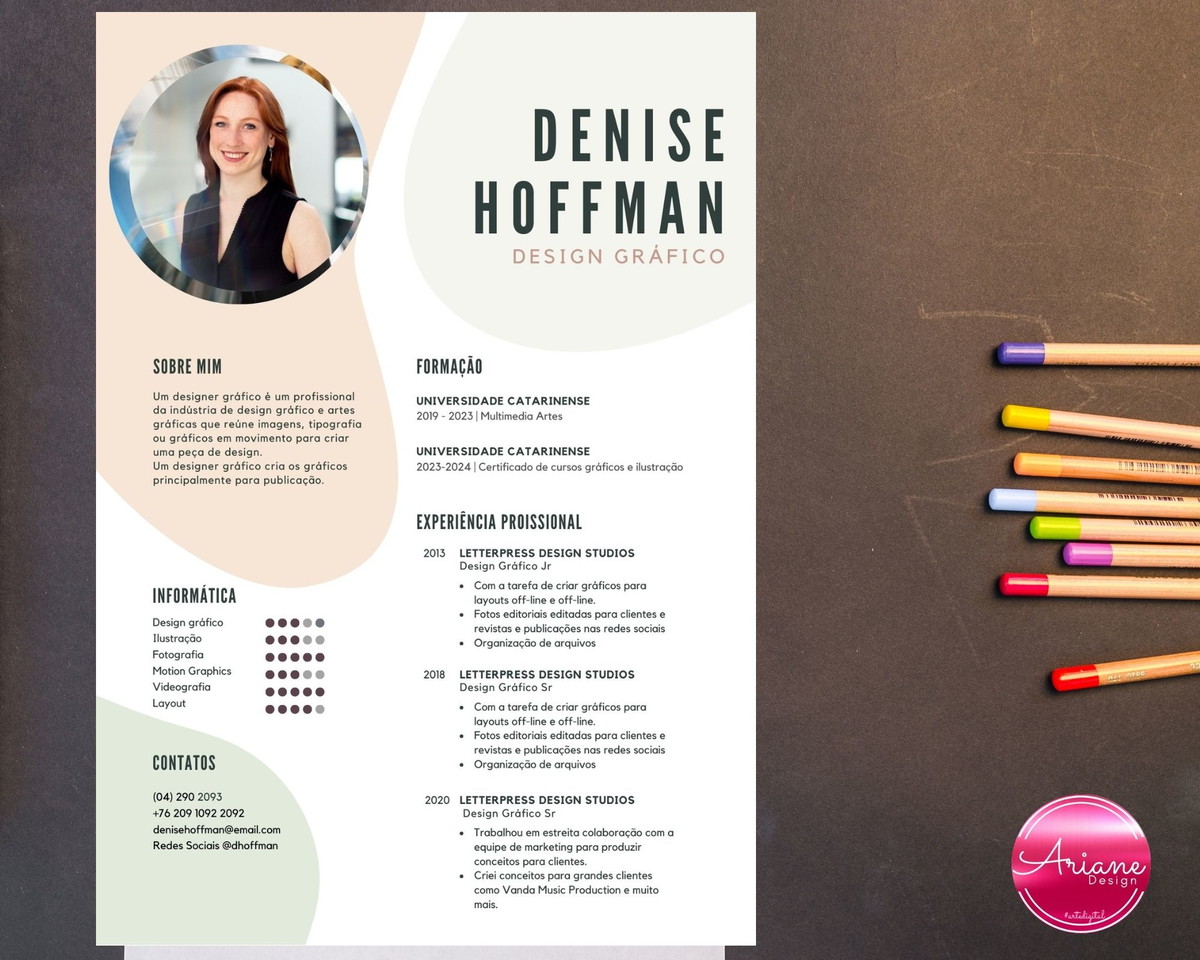 DENISE
HOFFMAN
DESIGN GRÁFICO
SOBRE MIM
Um designer gráfico é um profissional
da indústria de design gráfico e artes
gráficas que reúne imagens, tipografia
ou gráficos em movimento para criar
uma peça de design.
Um designer gráfico cria os gráficos
principalmente para publicação.
INFORMÁTICA
Design gráfico
Ilustração
Fotografia
Motion Graphics
Videografia
Layout
CONTATOS
(04) 290 2093
+76 209 1092 2092
denisehoffman@email.com
Redes Sociais @dhoffman
FORMAÇÃO
UNIVERSIDADE CATARINENSE
2019 - 2023 | Multimedia Artes
UNIVERSIDADE CATARINENSE
2023-2024 | Certificado de cursos gráficos e ilustração
EXPERIÊNCIA PROISSIONAL
2013 LETTERPRESS DESIGN STUDIOS
Design Gráfico Jr
• Com a tarefa de criar gráficos para
layouts off-line e off-line.
• Fotos editoriais editadas para clientes e
revistas e publicações nas redes sociais
• Organização de arquivos
2018 LETTERPRESS DESIGN STUDIOS
Design Gráfico Sr
• Com a tarefa de criar gráficos para
layouts off-line e off-line.
• Fotos editoriais editadas para clientes e
revistas e publicações nas redes sociais
• Organização de arquivos
2020 LETTERPRESS DESIGN STUDIOS
Design Gráfico Sr
• Trabalhou em estreita colaboração com a
equipe de marketing para produzir
conceitos para clientes.
• Criei conceitos para grandes clientes
como Vanda Music Production e muito
mais.
Ariane
Design
#artedigital